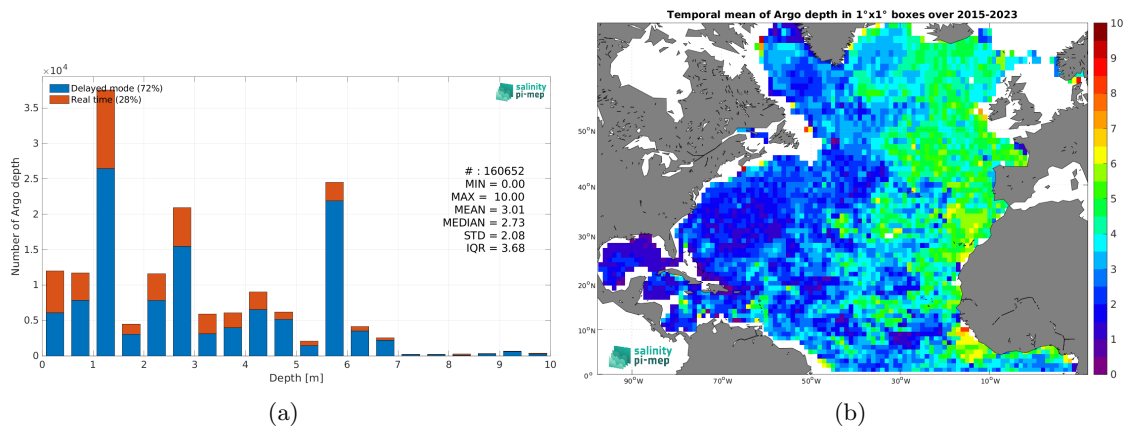 ×10⁴
Delayed mode (72%)
Real time (28%)
salinity
pi-mep
3.5
3
2.5
2
1.5
1
0.5
0
Number of Argo depth
# : 160652
MIN = 0.00
MAX = 10.00
MEAN = 3.01
MEDIAN = 2.73
STD = 2.08
IQR = 3.68
0 1 2 3 4 5 6 7 8 9 10
Depth [m]
(a)
Temporal mean of Argo depth in 1°x1° boxes over 2015-2023
50°N
40°N
30°N
20°N
10°N
0°
90°W 70°W 50°W 30°W 10°W
salinity
pi-mep
10
9
8
7
6
5
4
3
2
1
0
(b)